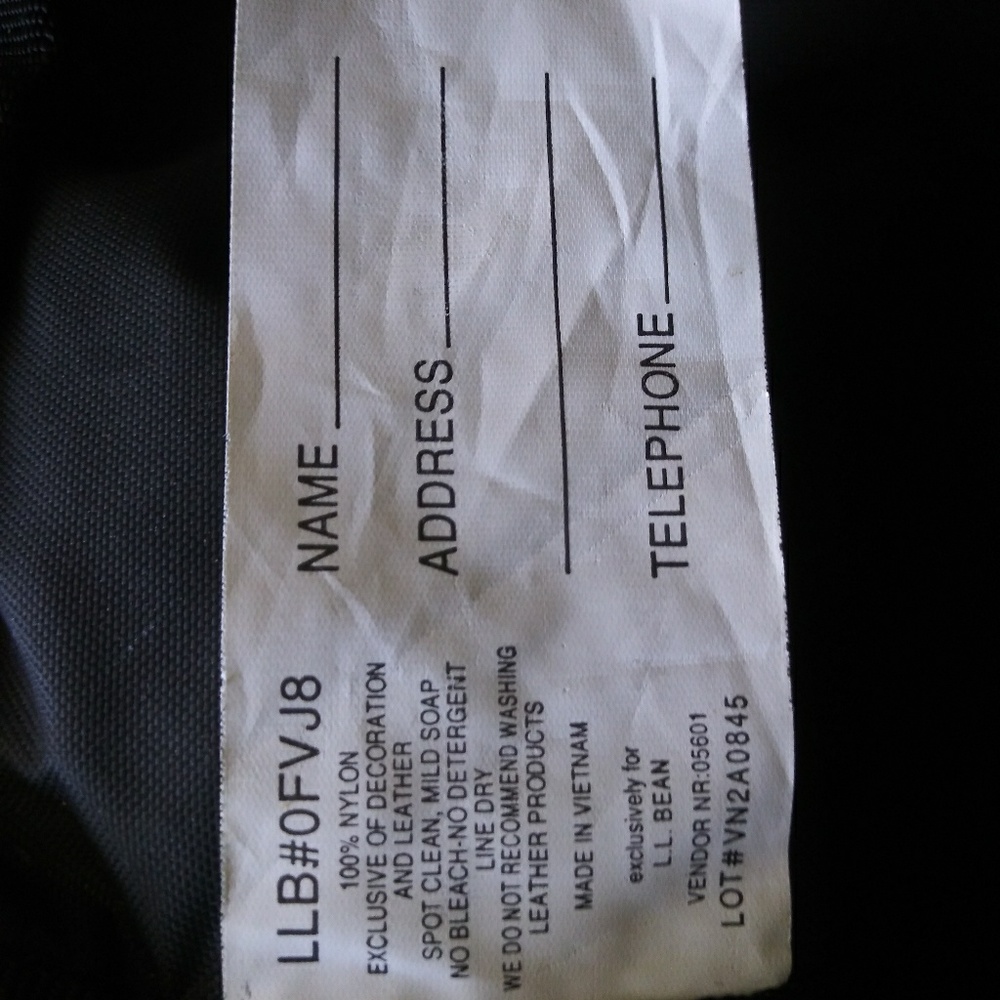 LLB#0FVJ8
100% NYLON
EXCLUSIVE OF DECORATION
AND LEATHER
SPOT CLEAN, MILD SOAP
NO BLEACH-NO DETERGENT
LINE DRY
WE DO NOT RECOMMEND WASHING
LEATHER PRODUCTS
MADE IN VIETNAM
exclusively for
L.L. BEAN
VENDOR NR:05601
LOT#VN2A0845
NAME
ADDRESS
TELEPHONE